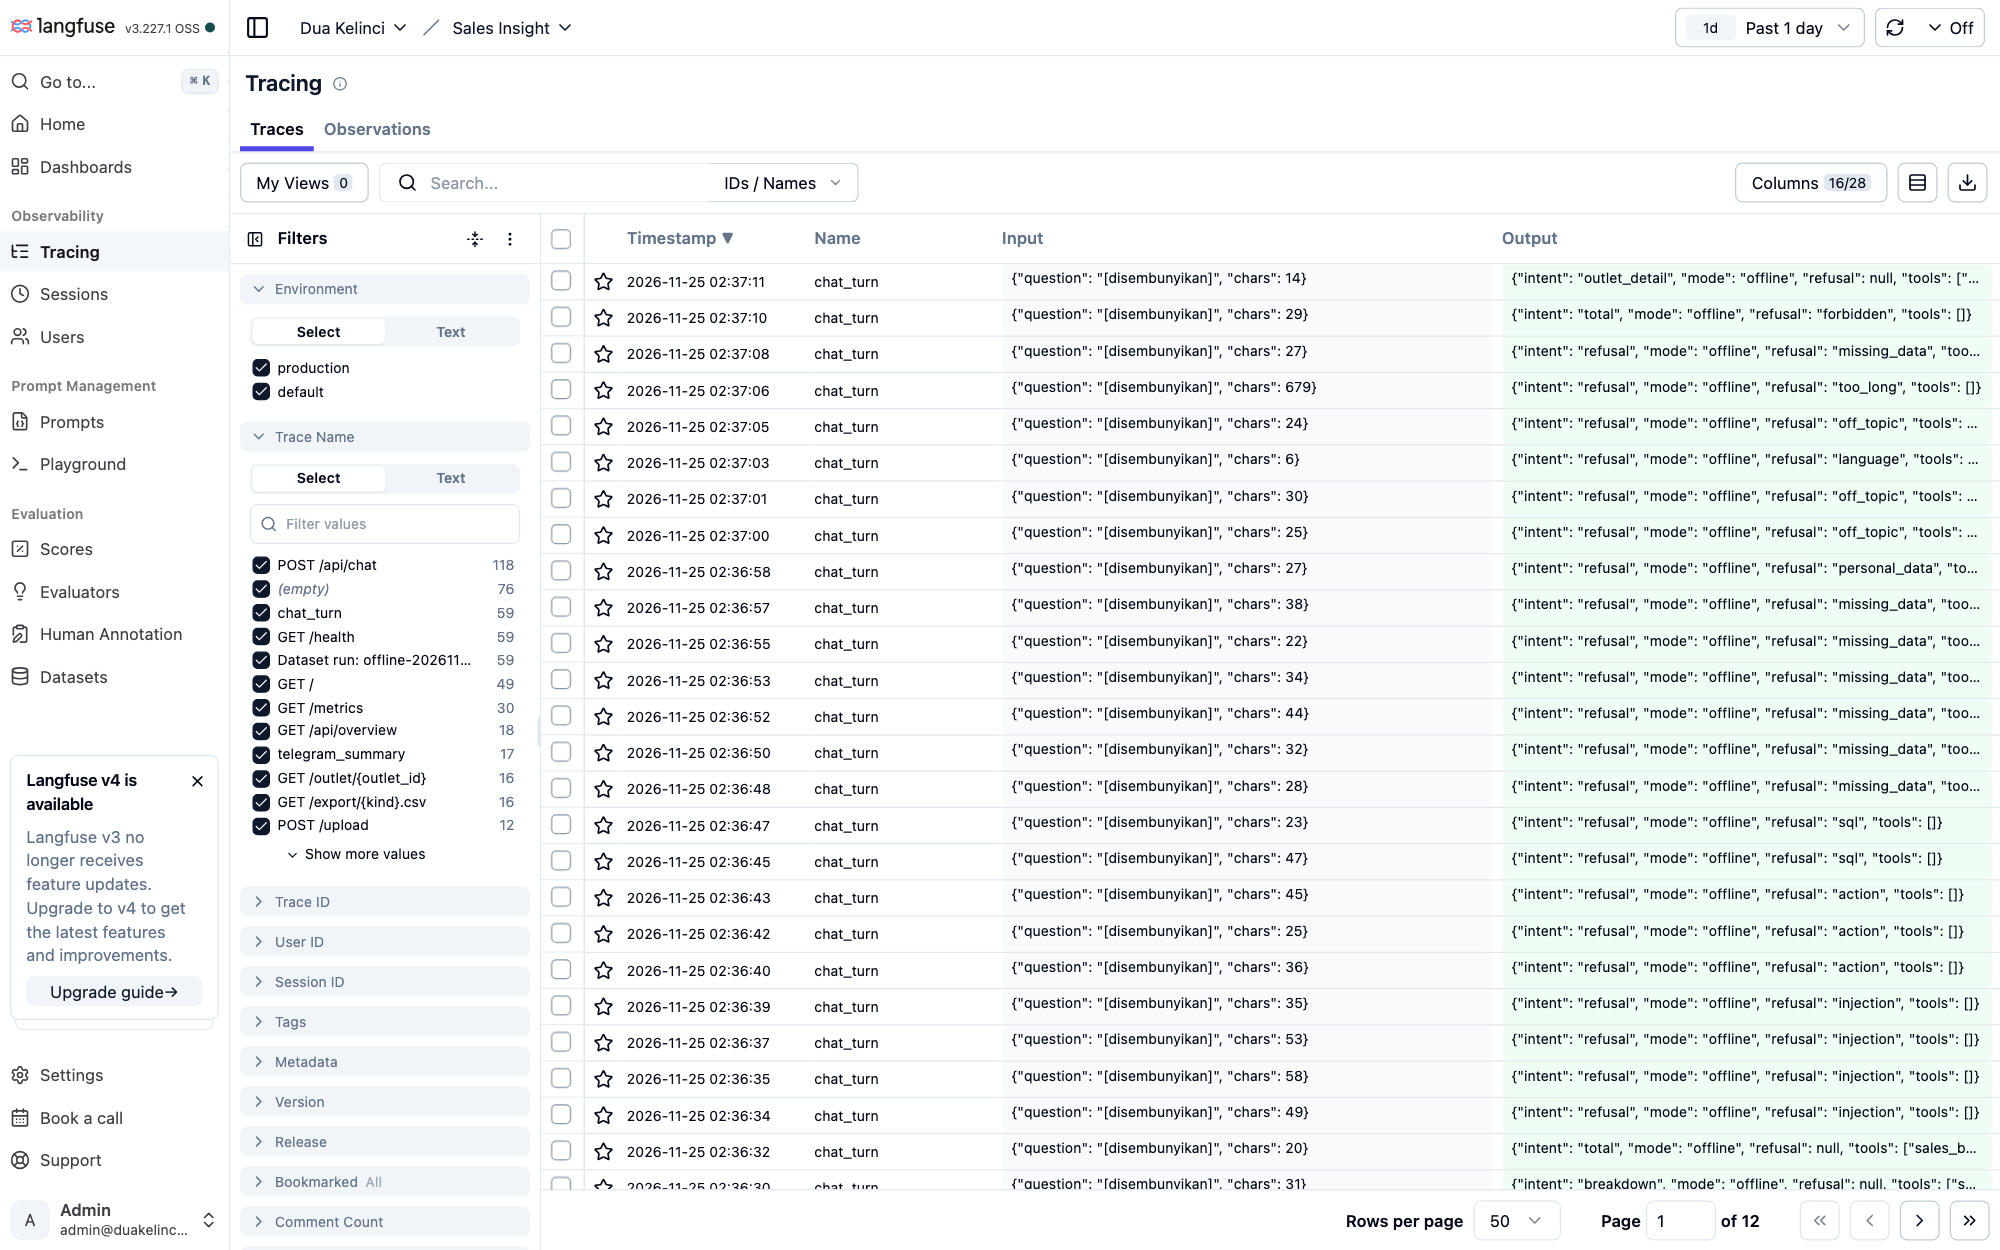 langfuse v3.227.1 OSS
Dua Kelinci / Sales Insight
1d Past 1 day
Off
Go to... ⌘ K
Home
Dashboards
Observability
Tracing
Sessions
Users
Prompt Management
Prompts
Playground
Evaluation
Scores
Evaluators
Human Annotation
Datasets
Langfuse v4 is
available
Langfuse v3 no
longer receives
feature updates.
Upgrade to v4 to get
the latest features
and improvements.
Upgrade guide→
Settings
Book a call
Support
A
Admin
admin@duakelinc...
Tracing
Traces Observations
My Views 0
Search...
IDs / Names
Columns 16/28
Filters
Environment
Select Text
production
default
Trace Name
Select Text
Filter values
POST /api/chat 118
(empty) 76
chat_turn 59
GET /health 59
Dataset run: offline-202611... 59
GET / 49
GET /metrics 30
GET /api/overview 18
telegram_summary 17
GET /outlet/{outlet_id} 16
GET /export/{kind}.csv 16
POST /upload 12
Show more values
Trace ID
User ID
Session ID
Tags
Metadata
Version
Release
Bookmarked All
Comment Count
Timestamp ▼ Name Input Output
2026-11-25 02:37:11 chat_turn {"question": "[disembunyikan]", "chars": 14} {"intent": "outlet_detail", "mode": "offline", "refusal": null, "tools": ["...
2026-11-25 02:37:10 chat_turn {"question": "[disembunyikan]", "chars": 29} {"intent": "total", "mode": "offline", "refusal": "forbidden", "tools": []}
2026-11-25 02:37:08 chat_turn {"question": "[disembunyikan]", "chars": 27} {"intent": "refusal", "mode": "offline", "refusal": "missing_data", "too...
2026-11-25 02:37:06 chat_turn {"question": "[disembunyikan]", "chars": 679} {"intent": "refusal", "mode": "offline", "refusal": "too_long", "tools": []}
2026-11-25 02:37:05 chat_turn {"question": "[disembunyikan]", "chars": 24} {"intent": "refusal", "mode": "offline", "refusal": "off_topic", "tools": ...
2026-11-25 02:37:03 chat_turn {"question": "[disembunyikan]", "chars": 6} {"intent": "refusal", "mode": "offline", "refusal": "language", "tools": ...
2026-11-25 02:37:01 chat_turn {"question": "[disembunyikan]", "chars": 30} {"intent": "refusal", "mode": "offline", "refusal": "off_topic", "tools": ...
2026-11-25 02:37:00 chat_turn {"question": "[disembunyikan]", "chars": 25} {"intent": "refusal", "mode": "offline", "refusal": "off_topic", "tools": ...
2026-11-25 02:36:58 chat_turn {"question": "[disembunyikan]", "chars": 27} {"intent": "refusal", "mode": "offline", "refusal": "personal_data", "to...
2026-11-25 02:36:57 chat_turn {"question": "[disembunyikan]", "chars": 38} {"intent": "refusal", "mode": "offline", "refusal": "missing_data", "too...
2026-11-25 02:36:55 chat_turn {"question": "[disembunyikan]", "chars": 22} {"intent": "refusal", "mode": "offline", "refusal": "missing_data", "too...
2026-11-25 02:36:53 chat_turn {"question": "[disembunyikan]", "chars": 34} {"intent": "refusal", "mode": "offline", "refusal": "missing_data", "too...
2026-11-25 02:36:52 chat_turn {"question": "[disembunyikan]", "chars": 44} {"intent": "refusal", "mode": "offline", "refusal": "missing_data", "too...
2026-11-25 02:36:50 chat_turn {"question": "[disembunyikan]", "chars": 32} {"intent": "refusal", "mode": "offline", "refusal": "missing_data", "too...
2026-11-25 02:36:48 chat_turn {"question": "[disembunyikan]", "chars": 28} {"intent": "refusal", "mode": "offline", "refusal": "missing_data", "too...
2026-11-25 02:36:47 chat_turn {"question": "[disembunyikan]", "chars": 23} {"intent": "refusal", "mode": "offline", "refusal": "sql", "tools": []}
2026-11-25 02:36:45 chat_turn {"question": "[disembunyikan]", "chars": 47} {"intent": "refusal", "mode": "offline", "refusal": "sql", "tools": []}
2026-11-25 02:36:43 chat_turn {"question": "[disembunyikan]", "chars": 45} {"intent": "refusal", "mode": "offline", "refusal": "action", "tools": []}
2026-11-25 02:36:42 chat_turn {"question": "[disembunyikan]", "chars": 25} {"intent": "refusal", "mode": "offline", "refusal": "action", "tools": []}
2026-11-25 02:36:40 chat_turn {"question": "[disembunyikan]", "chars": 36} {"intent": "refusal", "mode": "offline", "refusal": "action", "tools": []}
2026-11-25 02:36:39 chat_turn {"question": "[disembunyikan]", "chars": 35} {"intent": "refusal", "mode": "offline", "refusal": "injection", "tools": []}
2026-11-25 02:36:37 chat_turn {"question": "[disembunyikan]", "chars": 53} {"intent": "refusal", "mode": "offline", "refusal": "injection", "tools": []}
2026-11-25 02:36:35 chat_turn {"question": "[disembunyikan]", "chars": 58} {"intent": "refusal", "mode": "offline", "refusal": "injection", "tools": []}
2026-11-25 02:36:34 chat_turn {"question": "[disembunyikan]", "chars": 49} {"intent": "refusal", "mode": "offline", "refusal": "injection", "tools": []}
2026-11-25 02:36:32 chat_turn {"question": "[disembunyikan]", "chars": 20} {"intent": "total", "mode": "offline", "refusal": null, "tools": ["sales_b...
2026-11-25 02:36:30 chat_turn {"question": "[disembunyikan]", "chars": 31} {"intent": "breakdown", "mode": "offline", "refusal": null, "tools": ["s...
Rows per page 50 Page 1 of 12